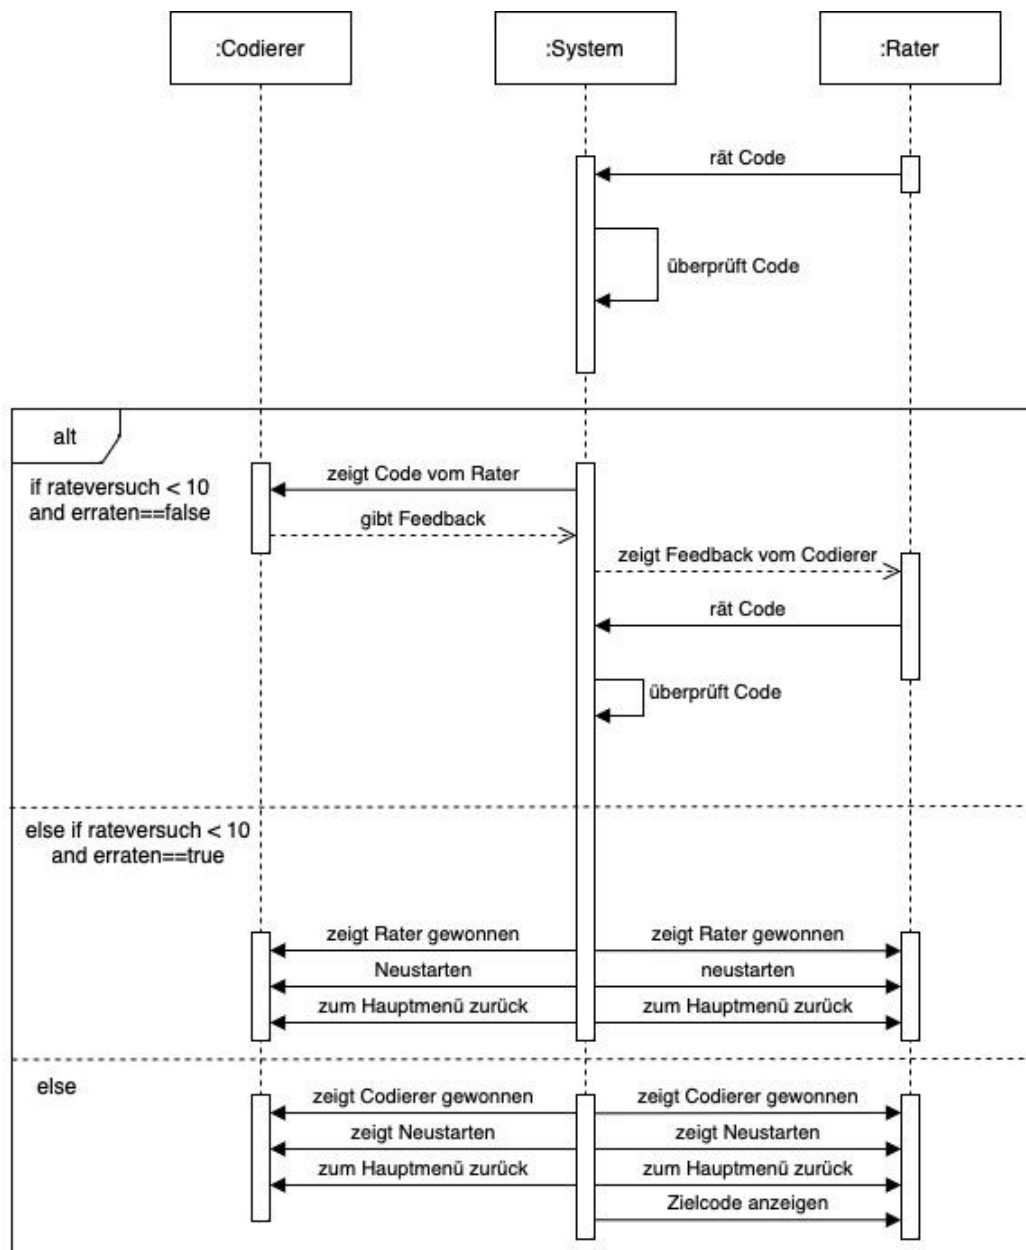 :Codierer
:System
:Rater
rät Code
überprüft Code
alt
if rateversuch < 10
and erraten==false
zeigt Code vom Rater
gibt Feedback
zeigt Feedback vom Codierer
rät Code
überprüft Code
else if rateversuch < 10
and erraten==true
zeigt Rater gewonnen
zeigt Rater gewonnen
Neustarten
neustarten
zum Hauptmenü zurück
zum Hauptmenü zurück
else
zeigt Codierer gewonnen
zeigt Codierer gewonnen
zeigt Neustarten
zeigt Neustarten
zum Hauptmenü zurück
zum Hauptmenü zurück
Zielcode anzeigen